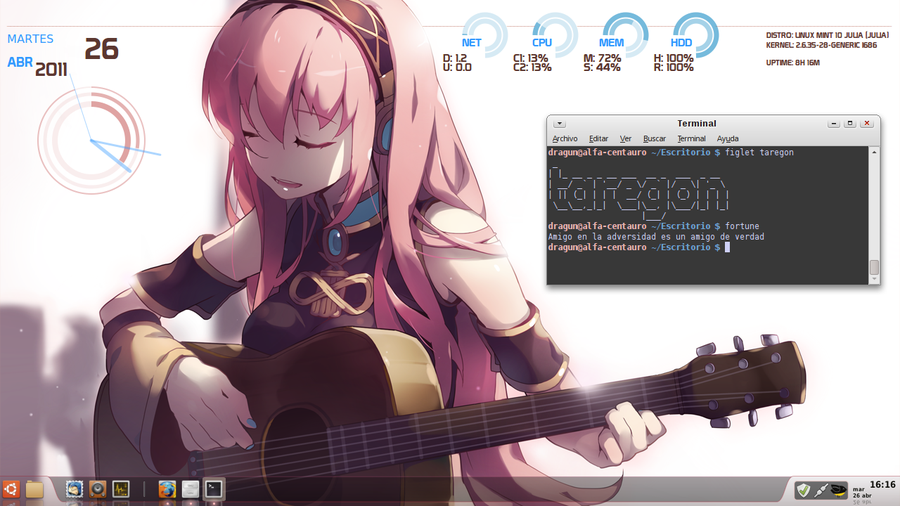 MARTES
26
ABR 2011
NET
CPU
MEM
HDD
D: 1.2
U: 0.0
C1: 13%
C2: 13%
M: 72%
S: 44%
H: 100%
R: 100%
DISTRO: LINUX MINT 10 JULIA (JULIA)
KERNEL: 2.6.35-28-GENERIC I686
UPTIME: 8H 16M
Terminal
Archivo Editar Ver Buscar Terminal Ayuda
dragun@alfa-centauro ~/Escritorio $ figlet taregon
taregon
dragun@alfa-centauro ~/Escritorio $ fortune
Amigo en la adversidad es un amigo de verdad
dragun@alfa-centauro ~/Escritorio $
16:16
mar
26 abr